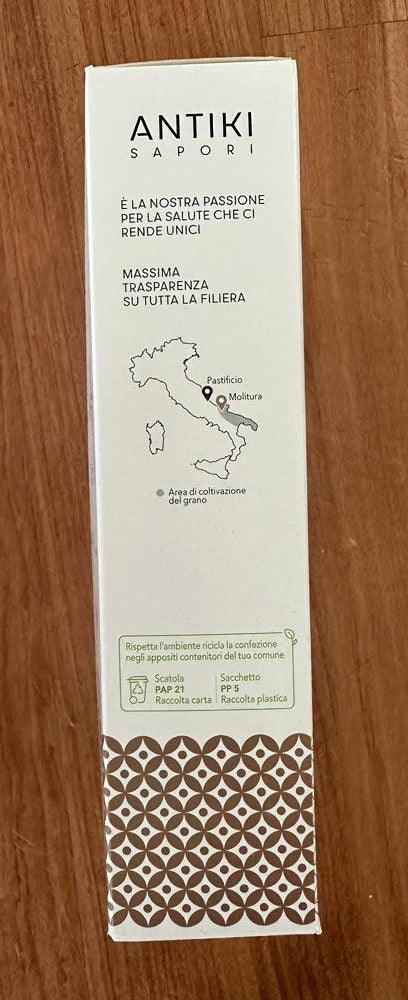 ANTIKI
SAPORI
È LA NOSTRA PASSIONE
PER LA SALUTE CHE CI
RENDE UNICI
MASSIMA
TRASPARENZA
SU TUTTA LA FILIERA
Pastificio
Molitura
Area di coltivazione
del grano
Rispetta l'ambiente ricicla la confezione
negli appositi contenitori del tuo comune
Scatola
PAP 21
Raccolta carta
Sacchetto
PP 5
Raccolta plastica